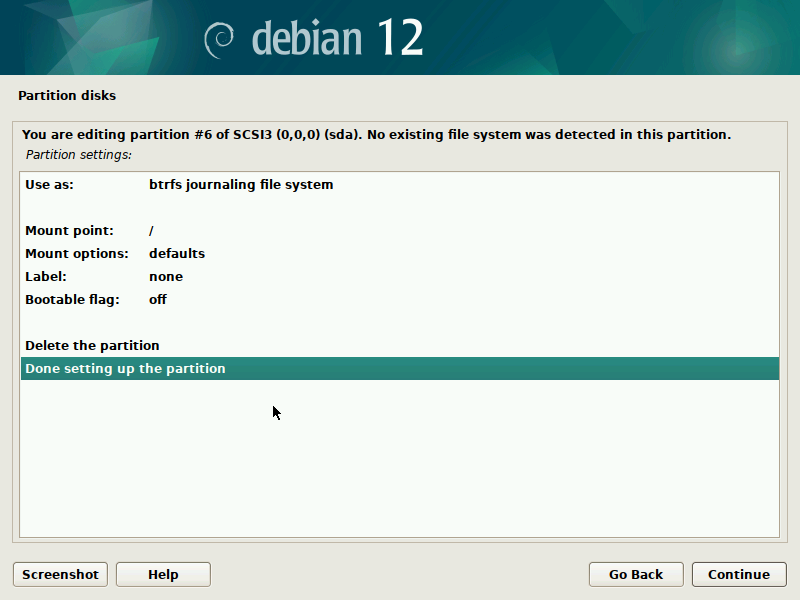 debian 12
Partition disks
You are editing partition #6 of SCSI3 (0,0,0) (sda). No existing file system was detected in this partition.
Partition settings:
Use as: btrfs journaling file system
Mount point: /
Mount options: defaults
Label: none
Bootable flag: off
Delete the partition
Done setting up the partition
Screenshot Help Go Back Continue